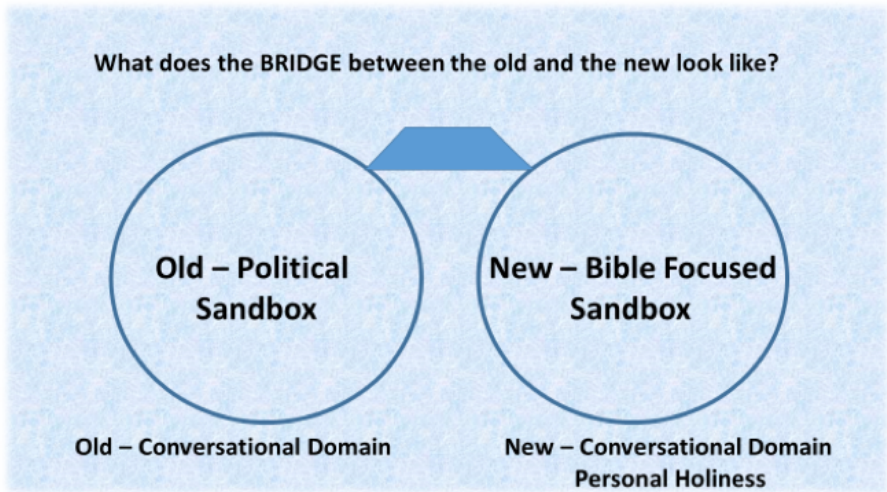 What does the BRIDGE between the old and the new look like?
Old – Political
Sandbox
New – Bible Focused
Sandbox
Old – Conversational Domain
New – Conversational Domain
Personal Holiness